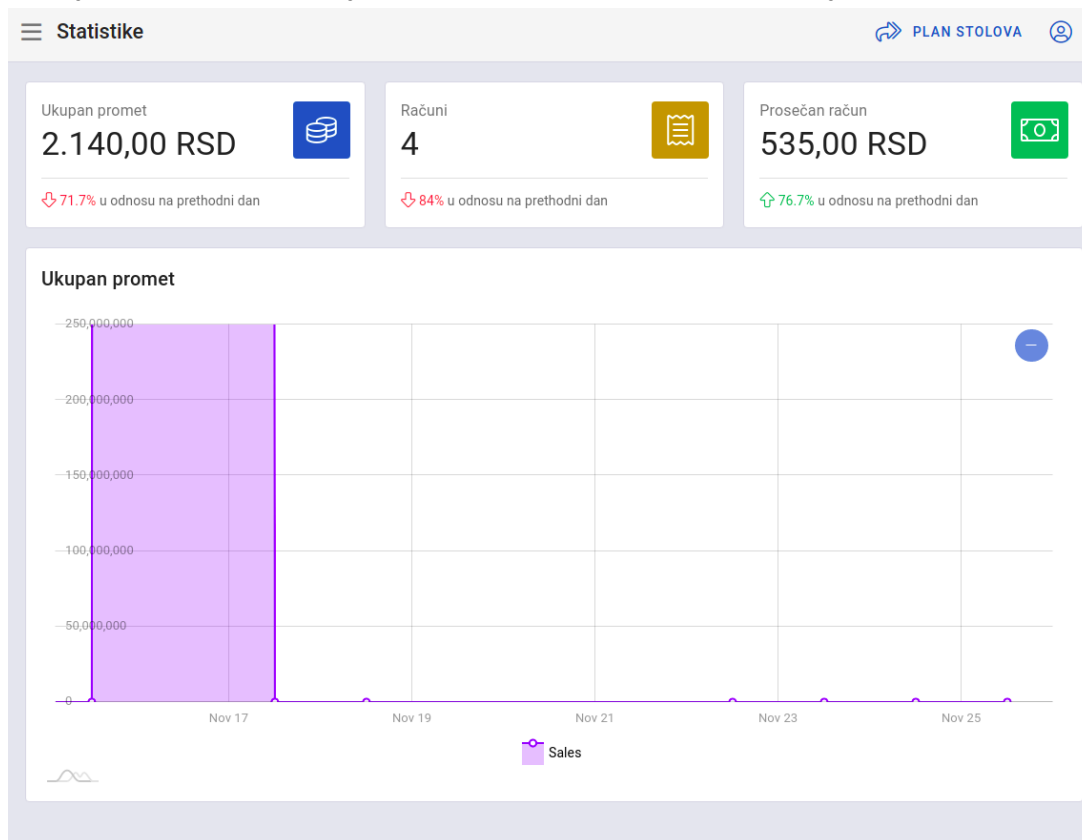 Statistike
PLAN STOLOVA
Ukupan promet
2.140,00 RSD
71.7% u odnosu na prethodni dan
Računi
4
84% u odnosu na prethodni dan
Prosečan račun
535,00 RSD
76.7% u odnosu na prethodni dan
Ukupan promet
250,000,000
200,000,000
150,000,000
100,000,000
50,000,000
0
Nov 17 Nov 19 Nov 21 Nov 23 Nov 25
Sales